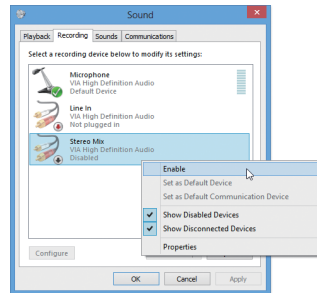 Sound
Playback Recording Sounds Communications
Select a recording device below to modify its settings:
Microphone
VIA High Definition Audio
Default Device
Line In
VIA High Definition Audio
Not plugged in
Stereo Mix
VIA High Definition Audio
Disabled
Enable
Set as Default Device
Set as Default Communication Device
Show Disabled Devices
Show Disconnected Devices
Properties
Configure
OK Cancel Apply